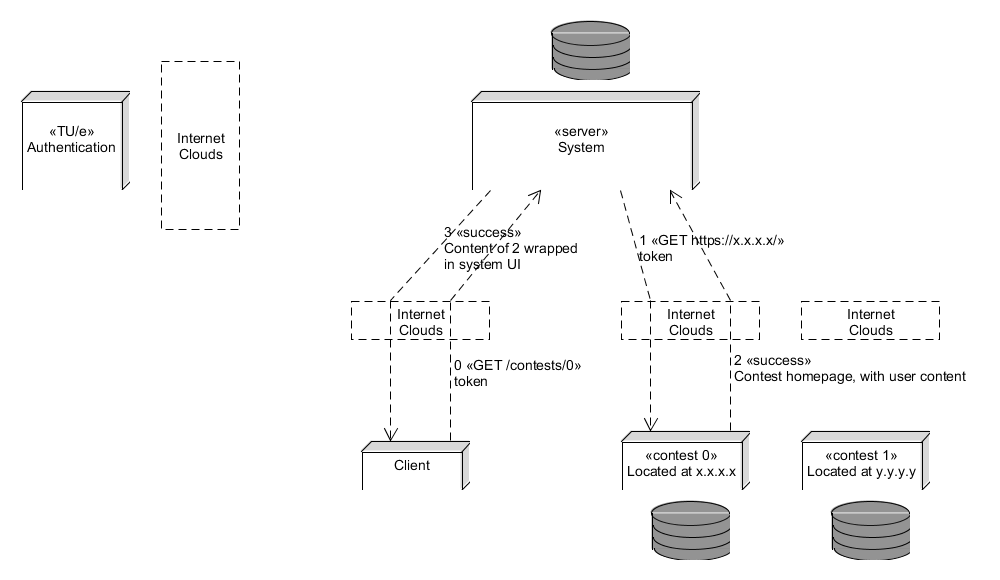 «TU/e»
Authentication
Internet
Clouds
«server»
System
3 «success»
Content of 2 wrapped
in system UI
1 «GET https://x.x.x.x/»
token
Internet
Clouds
Internet
Clouds
Internet
Clouds
0 «GET /contests/0»
token
2 «success»
Contest homepage, with user content
Client
«contest 0»
Located at x.x.x.x
«contest 1»
Located at y.y.y.y